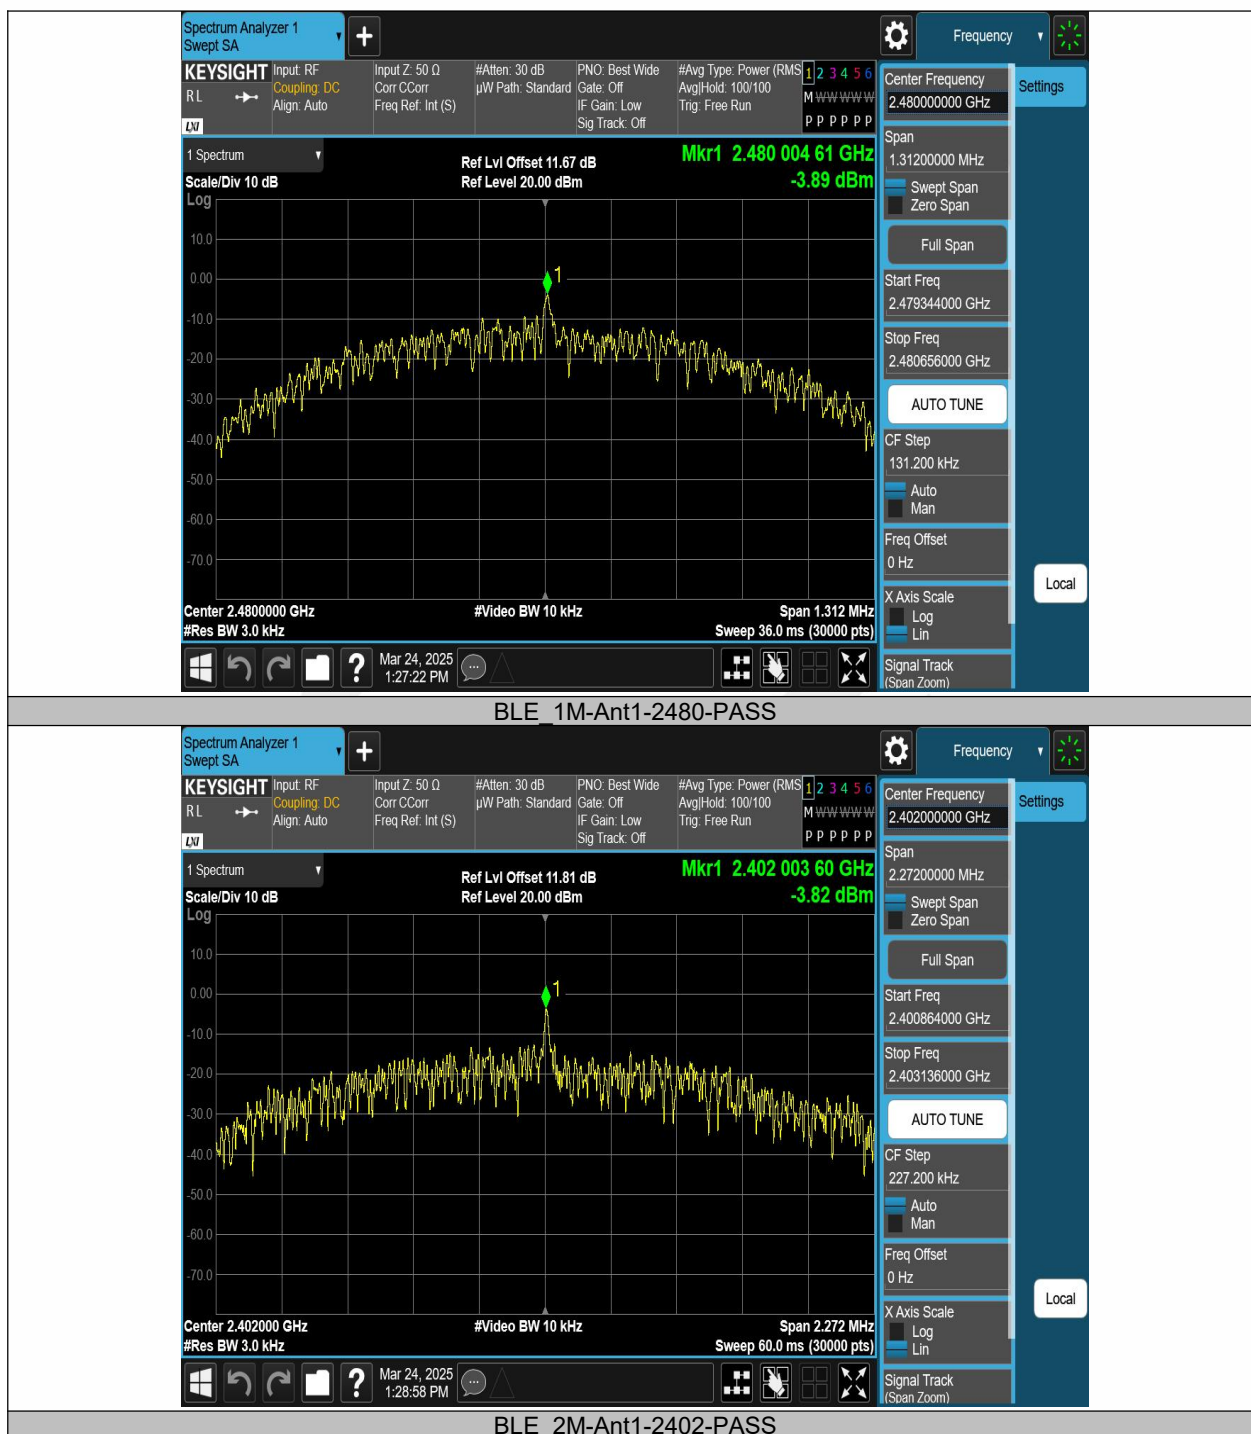 Spectrum Analyzer 1
Swept SA
Frequency
KEYSIGHT
RL
LXI
Input: RF
Coupling: DC
Align: Auto
Input Z: 50 Ω
Corr CCorr
Freq Ref: Int (S)
#Atten: 30 dB
µW Path: Standard
PNO: Best Wide
Gate: Off
IF Gain: Low
Sig Track: Off
#Avg Type: Power (RMS
Avg|Hold: 100/100
Trig: Free Run
1 2 3 4 5 6
M W W W W W
P P P P P P
1 Spectrum
Scale/Div 10 dB
Log
Ref Lvl Offset 11.67 dB
Ref Level 20.00 dBm
Mkr1 2.480 004 61 GHz
-3.89 dBm
1
10.0
0.00
-10.0
-20.0
-30.0
-40.0
-50.0
-60.0
-70.0
Center 2.4800000 GHz
#Res BW 3.0 kHz
#Video BW 10 kHz
Span 1.312 MHz
Sweep 36.0 ms (30000 pts)
?
Mar 24, 2025
1:27:22 PM
Center Frequency
2.480000000 GHz
Span
1.31200000 MHz
Swept Span
Zero Span
Full Span
Start Freq
2.479344000 GHz
Stop Freq
2.480656000 GHz
AUTO TUNE
CF Step
131.200 kHz
Auto
Man
Freq Offset
0 Hz
X Axis Scale
Log
Lin
Signal Track
(Span Zoom)
Settings
Local
BLE_1M-Ant1-2480-PASS
Spectrum Analyzer 1
Swept SA
Frequency
KEYSIGHT
RL
LXI
Input: RF
Coupling: DC
Align: Auto
Input Z: 50 Ω
Corr CCorr
Freq Ref: Int (S)
#Atten: 30 dB
µW Path: Standard
PNO: Best Wide
Gate: Off
IF Gain: Low
Sig Track: Off
#Avg Type: Power (RMS
Avg|Hold: 100/100
Trig: Free Run
1 2 3 4 5 6
M W W W W W
P P P P P P
1 Spectrum
Scale/Div 10 dB
Log
Ref Lvl Offset 11.81 dB
Ref Level 20.00 dBm
Mkr1 2.402 003 60 GHz
-3.82 dBm
1
10.0
0.00
-10.0
-20.0
-30.0
-40.0
-50.0
-60.0
-70.0
Center 2.402000 GHz
#Res BW 3.0 kHz
#Video BW 10 kHz
Span 2.272 MHz
Sweep 60.0 ms (30000 pts)
?
Mar 24, 2025
1:28:58 PM
Center Frequency
2.402000000 GHz
Span
2.27200000 MHz
Swept Span
Zero Span
Full Span
Start Freq
2.400864000 GHz
Stop Freq
2.403136000 GHz
AUTO TUNE
CF Step
227.200 kHz
Auto
Man
Freq Offset
0 Hz
X Axis Scale
Log
Lin
Signal Track
(Span Zoom)
Settings
Local
BLE_2M-Ant1-2402-PASS